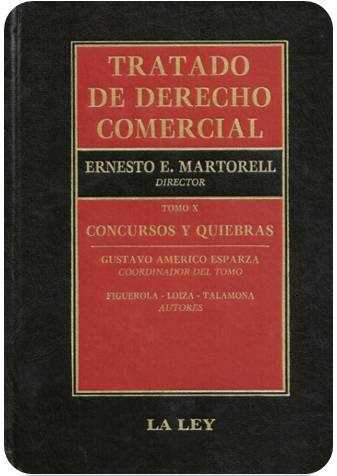 TRATADO
DE DERECHO
COMERCIAL
ERNESTO E. MARTORELL
DIRECTOR
TOMO X
CONCURSOS Y QUIEBRAS
GUSTAVO AMERICO ESPARZA
COORDINADOR DEL TOMO
FIGUEROLA - LOIZA - TALAMONA
AUTORES
LA LEY